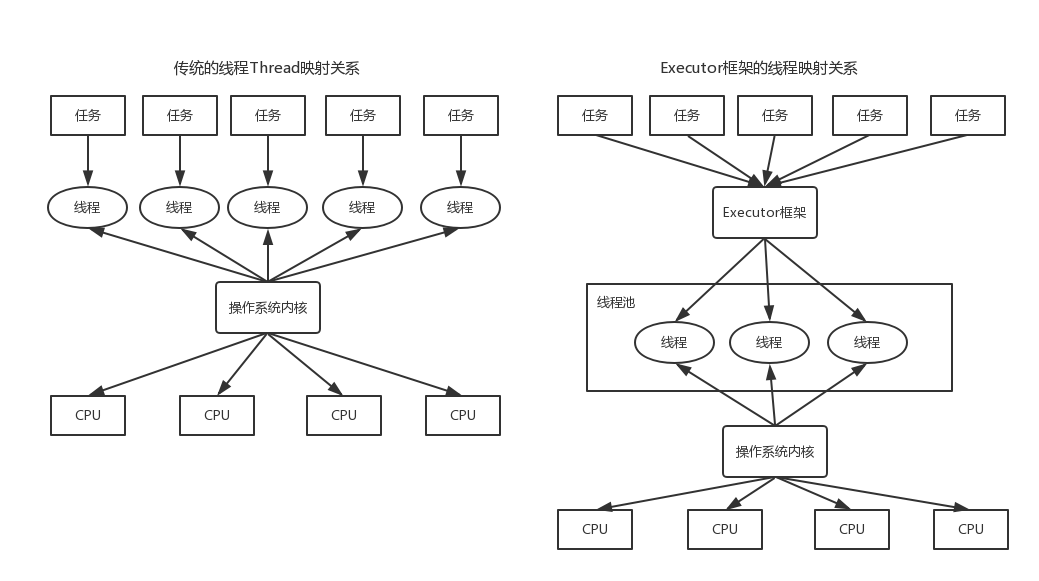 传统的线程Thread映射关系
任务
任务
任务
任务
任务
线程
线程
线程
线程
线程
操作系统内核
CPU
CPU
CPU
CPU
Executor框架的线程映射关系
任务
任务
任务
任务
任务
Executor框架
线程池
线程
线程
线程
操作系统内核
CPU
CPU
CPU
CPU